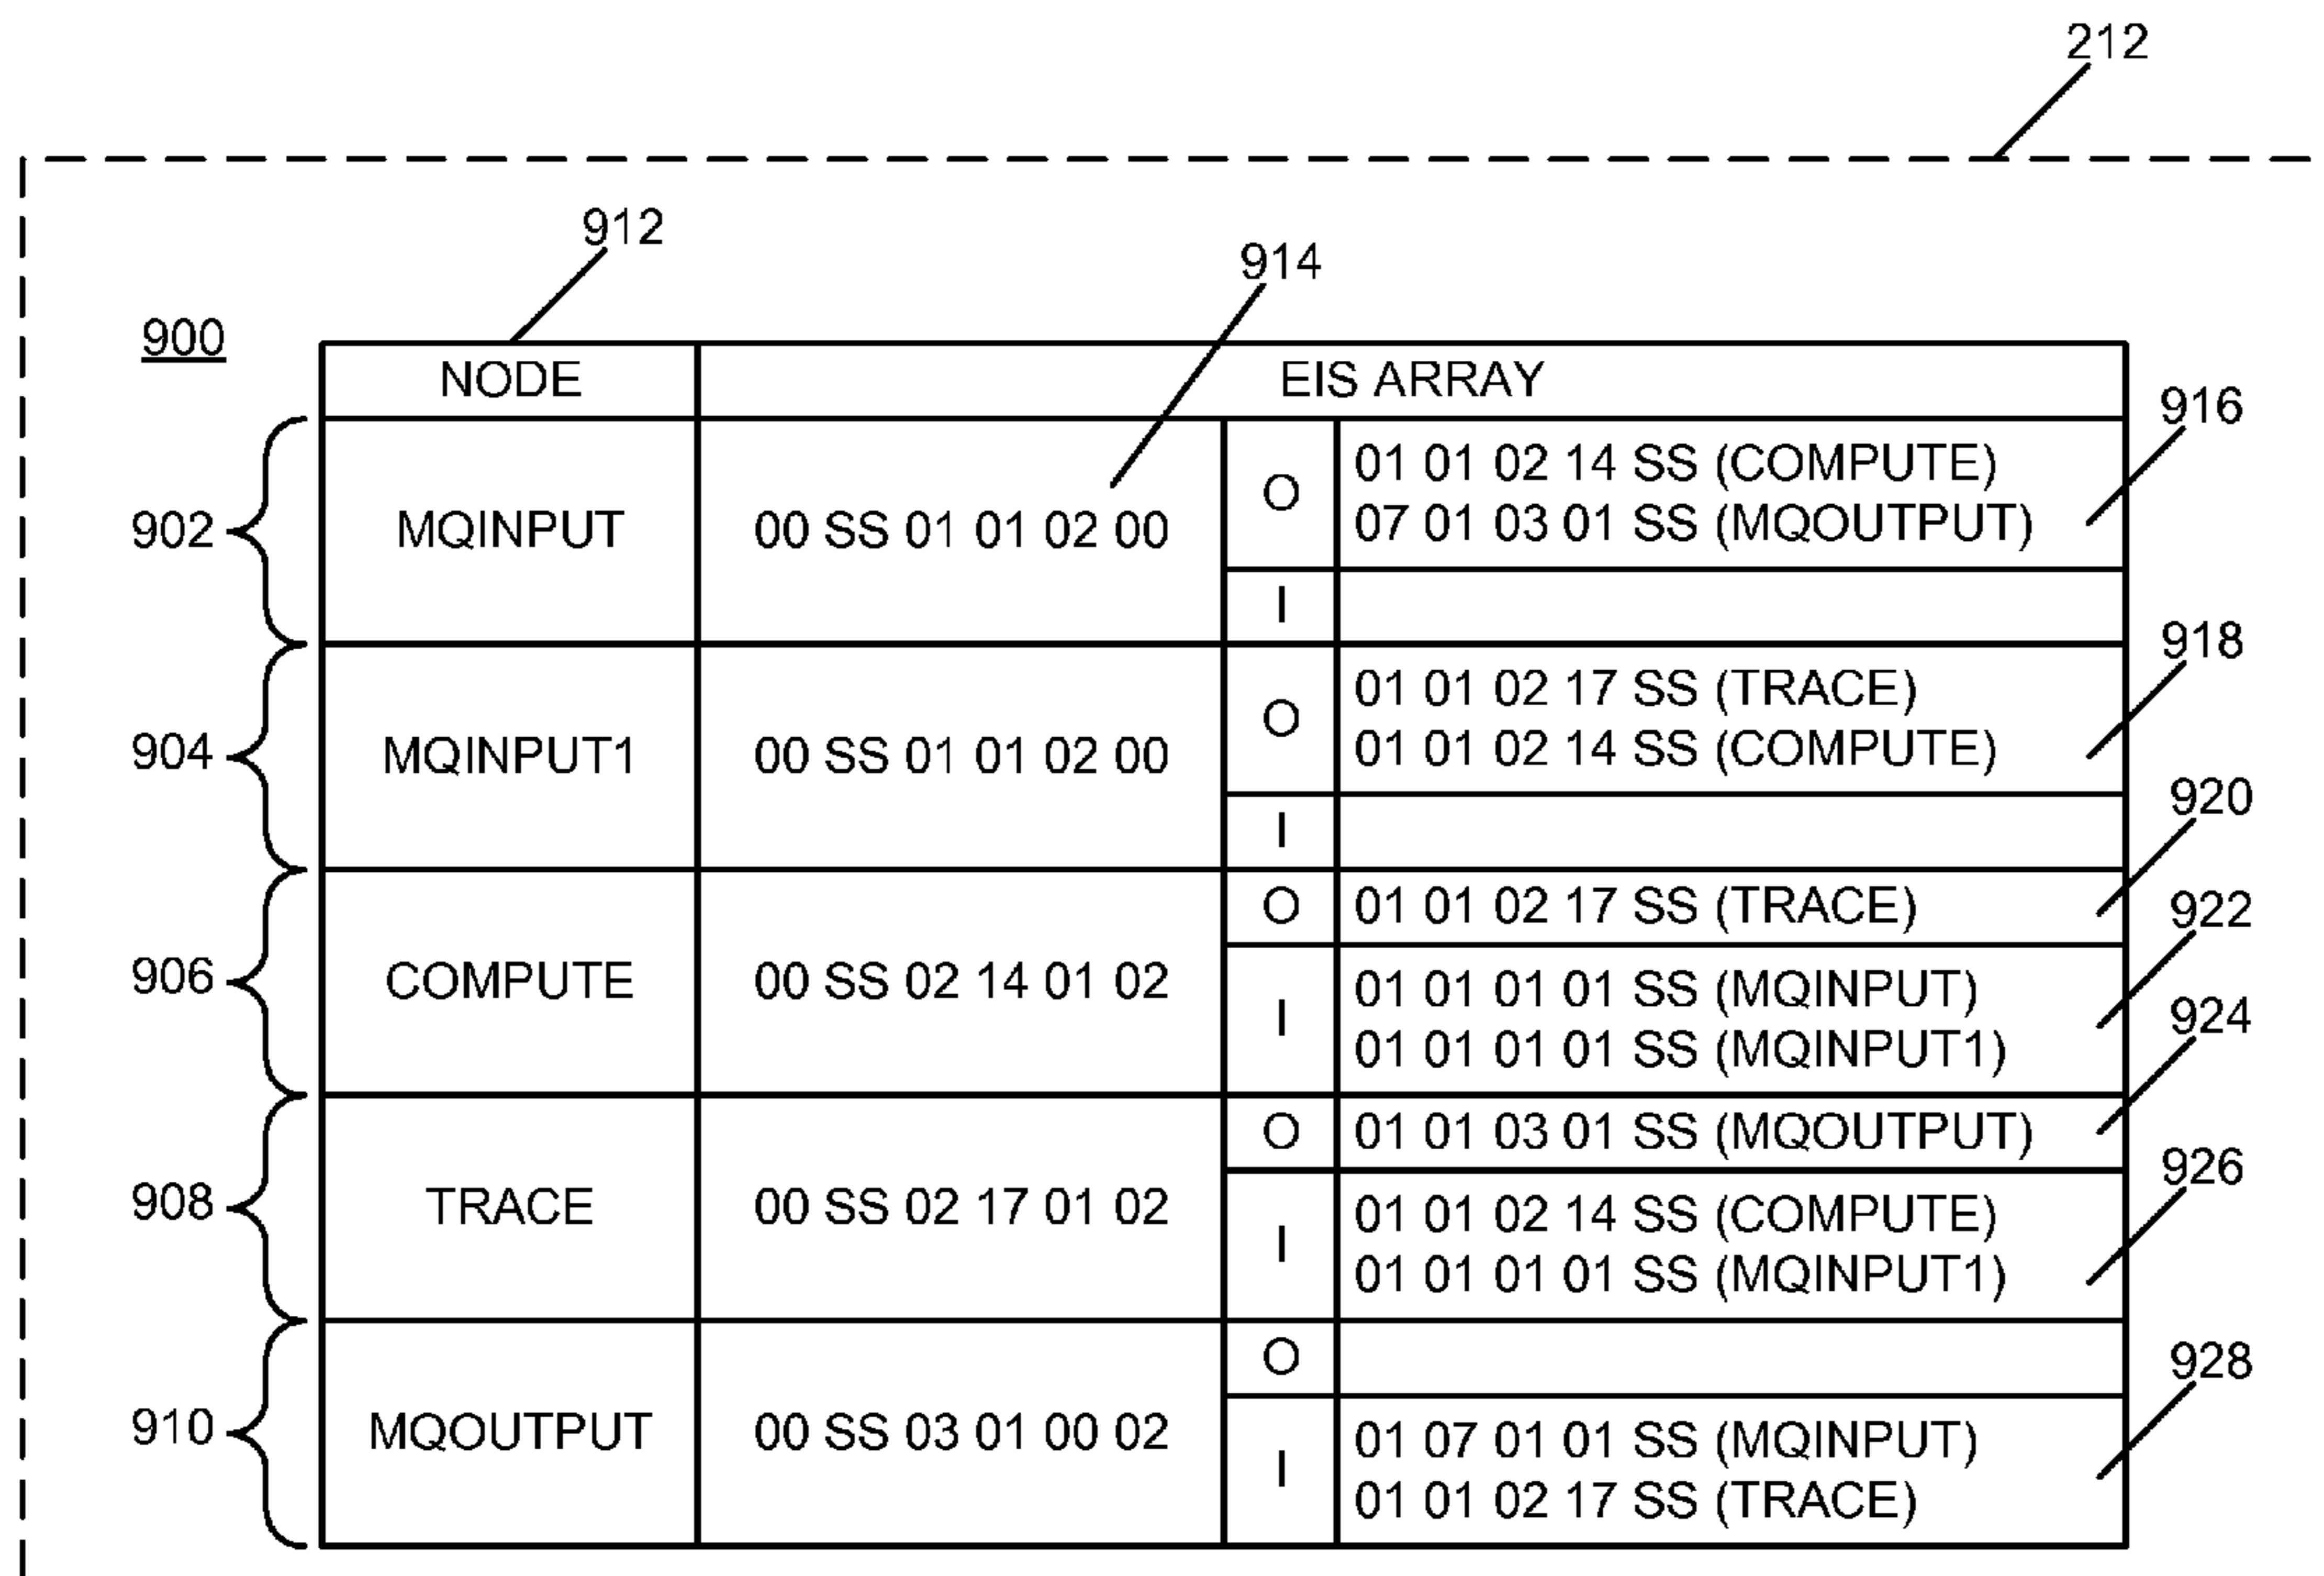 212
912
914
900
NODE EIS ARRAY
916
902 MQINPUT 00 SS 01 01 02 00 O 01 01 02 14 SS (COMPUTE)
07 01 03 01 SS (MQOUTPUT)
I
918
904 MQINPUT1 00 SS 01 01 02 00 O 01 01 02 17 SS (TRACE)
01 01 02 14 SS (COMPUTE)
I
920
906 COMPUTE 00 SS 02 14 01 02 O 01 01 02 17 SS (TRACE)
922
I 01 01 01 01 SS (MQINPUT)
01 01 01 01 SS (MQINPUT1)
924
908 TRACE 00 SS 02 17 01 02 O 01 01 03 01 SS (MQOUTPUT)
926
I 01 01 02 14 SS (COMPUTE)
01 01 01 01 SS (MQINPUT1)
910 MQOUTPUT 00 SS 03 01 00 02 O
928
I 01 07 01 01 SS (MQINPUT)
01 01 02 17 SS (TRACE)